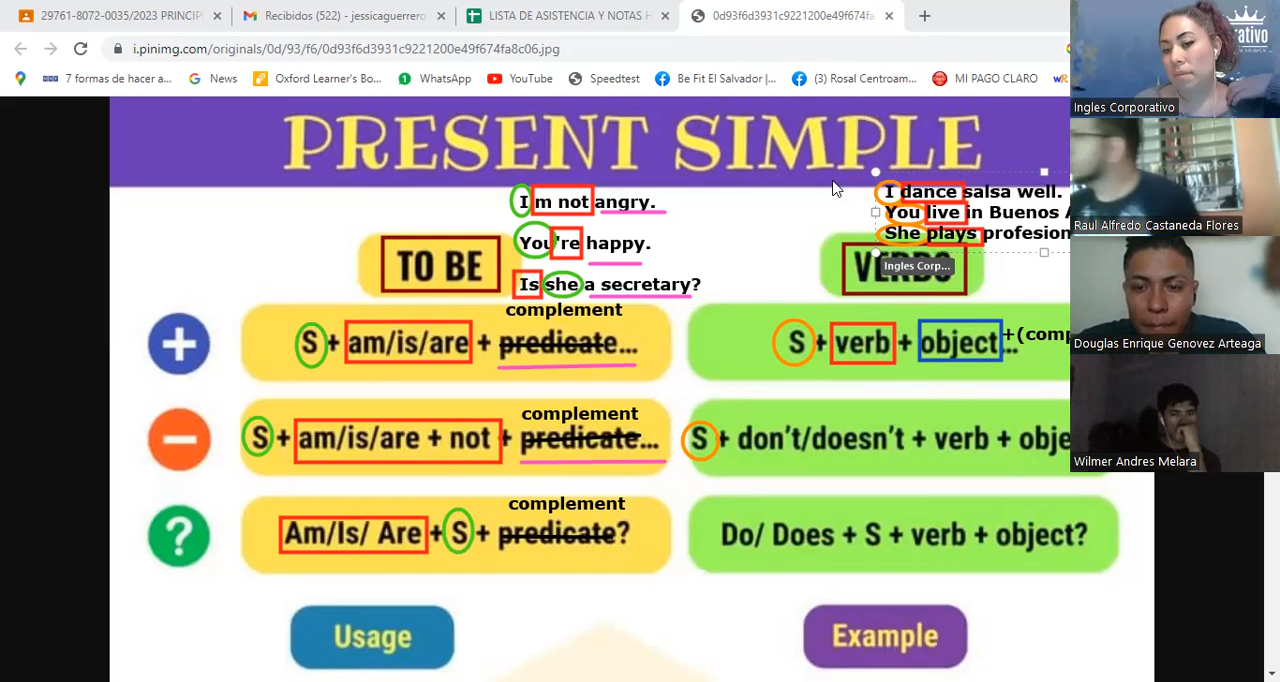 29761-8072-0035/2023 PRINCIPI
Recibidos (522) - jessicaguerrero
LISTA DE ASISTENCIA Y NOTAS H
0d93f6d3931c9221200e49f674fa
i.pinimg.com/originals/0d/93/f6/0d93f6d3931c9221200e49f674fa8c06.jpg
7 formas de hacer a...
News
Oxford Learner's Bo...
WhatsApp
YouTube
Speedtest
Be Fit El Salvador |...
(3) Rosal Centroam...
MI PAGO CLARO
PRESENT SIMPLE
I'm not angry.
You're happy.
Is she a secretary?
I dance salsa well.
You live in Buenos A
She plays profesion
Ingles Corp...
TO BE
VERBS
complement
S + am/is/are + predicate...
S + verb + object...
+(comp
complement
S + am/is/are + not + predicate...
S + don't/doesn't + verb + obje
complement
Am/Is/ Are + S + predicate?
Do/ Does + S + verb + object?
Usage
Example
rativo
Ingles Corporativo
Raul Alfredo Castaneda Flores
Douglas Enrique Genovez Arteaga
Wilmer Andres Melara